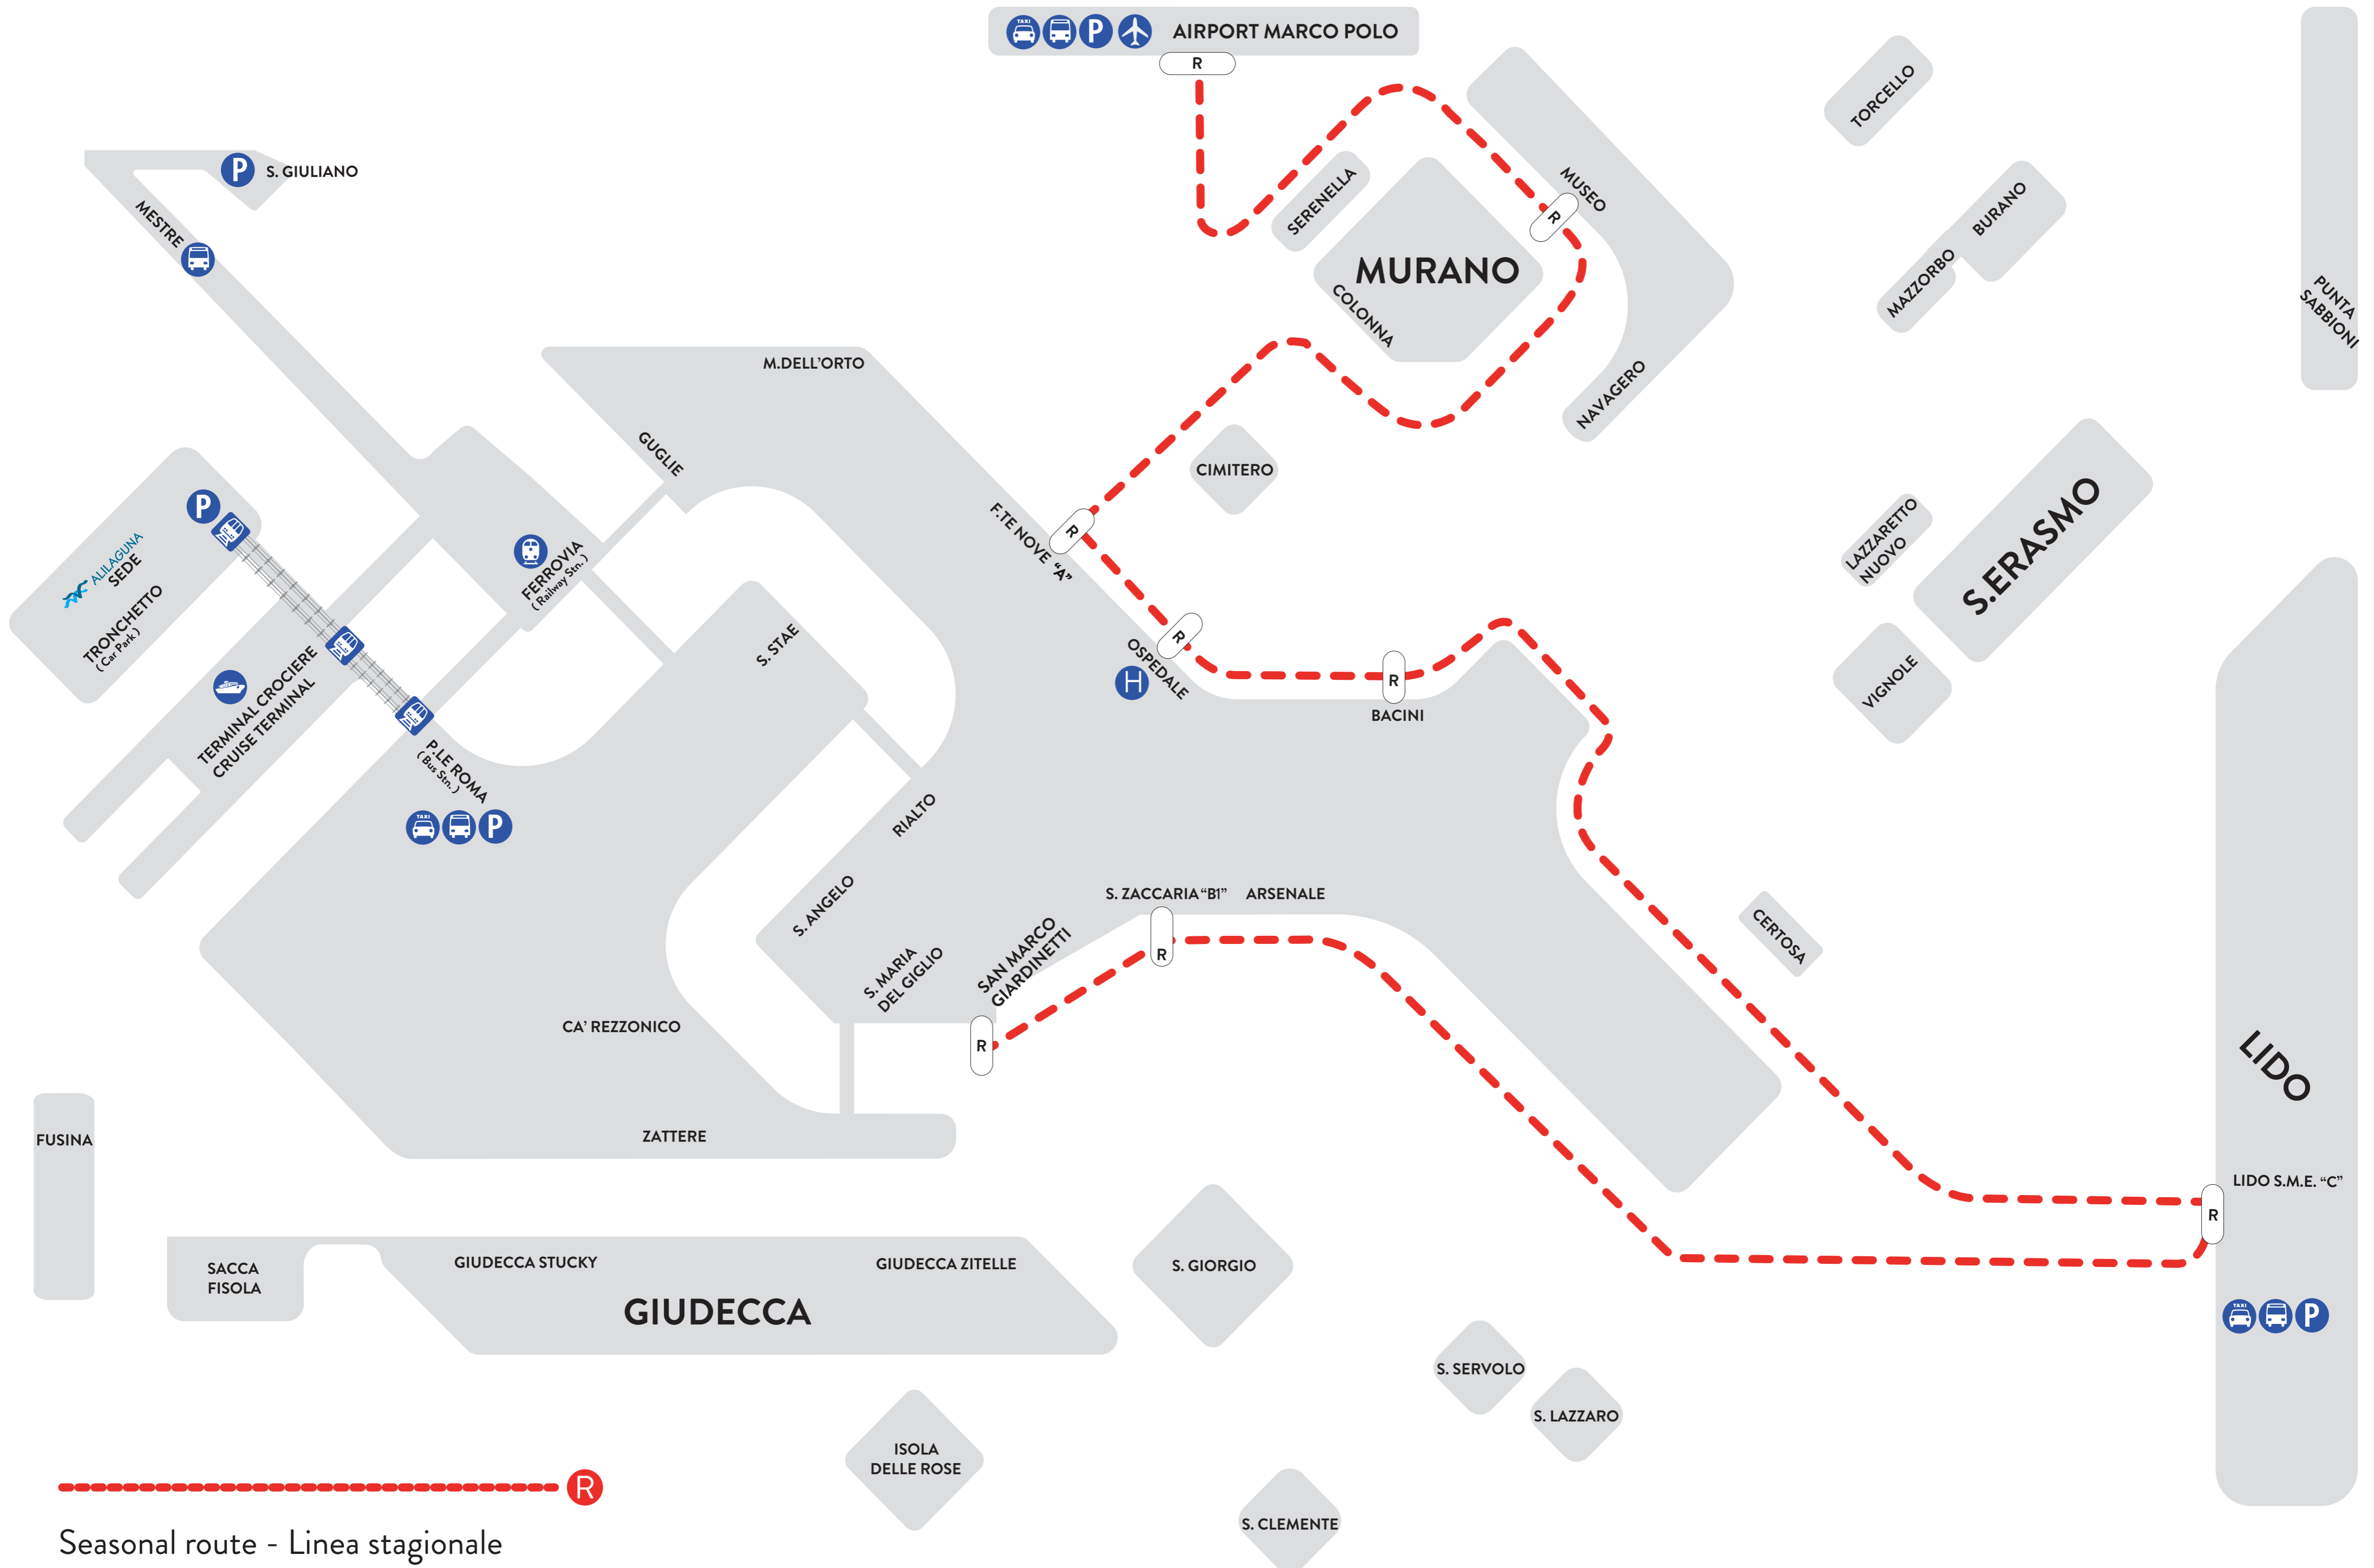 TAXI
P
AIRPORT MARCO POLO
R
TORCELLO
P
S. GIULIANO
MESTRE
SERENELLA
MUSEO
R
MURANO
COLONNA
NAVAGERO
BURANO
MAZZORBO
PUNTA
SABBIONI
M.DELL'ORTO
GUGLIE
CIMITERO
F.TE NOVE “A”
R
P
ALILAGUNA
SEDE
TRONCHETTO
( Car Park )
FERROVIA
( Railway Stn. )
LAZZARETTO
NUOVO
S.ERASMO
VIGNOLE
S. STAE
R
OSPEDALE
H
R
BACINI
TERMINAL CROCIERE
CRUISE TERMINAL
P.LE ROMA
( Bus Stn. )
TAXI
P
RIALTO
S. ANGELO
S. MARIA
DEL GIGLIO
SAN MARCO
GIARDINETTI
R
S. ZACCARIA “B1”
ARSENALE
R
CERTOSA
LIDO
CA’ REZZONICO
ZATTERE
FUSINA
LIDO S.M.E. “C”
R
TAXI
P
SACCA
FISOLA
GIUDECCA STUCKY
GIUDECCA ZITELLE
GIUDECCA
S. GIORGIO
S. SERVOLO
S. LAZZARO
ISOLA
DELLE ROSE
S. CLEMENTE
R
Seasonal route - Linea stagionale